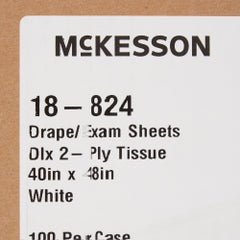 McKESSON
18 - 824
Drape/ Exam Sheets
Dlx 2- Ply Tissue
40in x 48in
White
100 Per Case